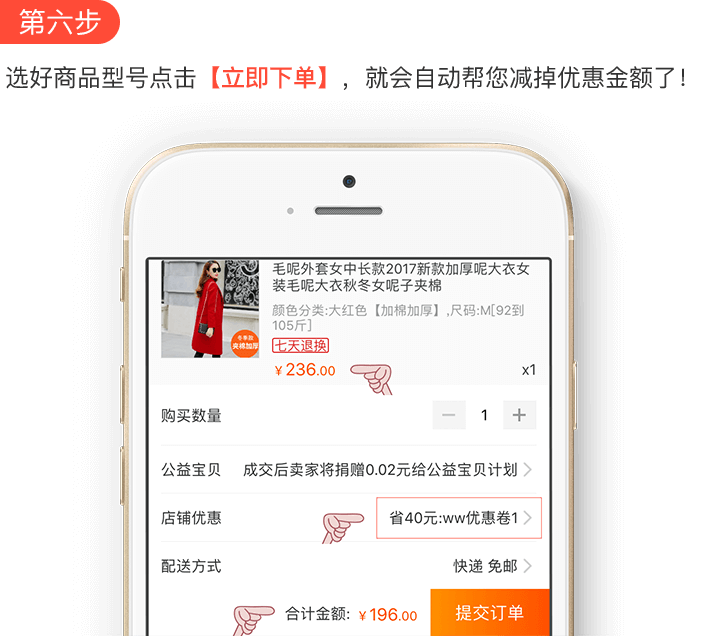 第六步
选好商品型号点击【立即下单】，就会自动帮您减掉优惠金额了！
毛呢外套女中长款2017新款加厚呢大衣女
装毛呢大衣秋冬女呢子夹棉
颜色分类:大红色【加棉加厚】,尺码:M[92到
105斤]
冬季款
夹棉加厚
七天退换
￥236.00
x1
购买数量
— 1 +
公益宝贝 成交后卖家将捐赠0.02元给公益宝贝计划
店铺优惠 省40元:ww优惠卷1
配送方式 快递 免邮
合计金额: ￥196.00 提交订单